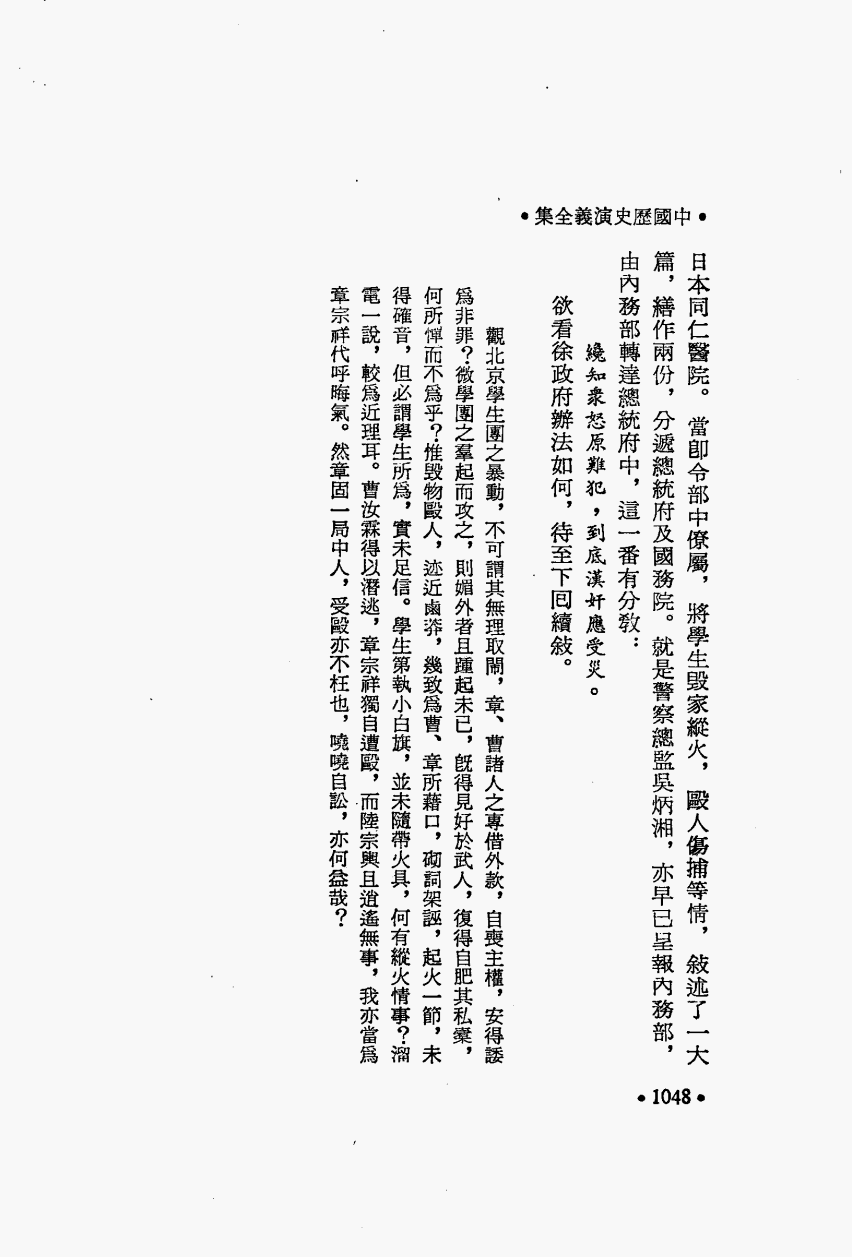 •中國歷史演義全集•
日本同仁醫院。當卽令部中僚屬，將學生毀家縱火，毆人傷捕等情，敍述了一大
篇，繕作兩份，分遞總統府及國務院。就是警察總監吳炳湘，亦早已呈報內務部，
由內務部轉達總統府中，這一番有分敎：
纔知衆怒原難犯，到底漢奸應受災。
欲看徐政府辦法如何，待至下回續敍。
觀北京學生團之暴動，不可謂其無理取鬧，章、曹諸人之專借外款，自喪主權，安得諉
爲非罪？微學團之羣起而攻之，則媚外者且踵起未已，旣得見好於武人，復得自肥其私橐，
何所憚而不爲乎？惟毀物毆人，迹近鹵莽，幾致爲曹、章所藉口，砌詞架誣，起火一節，未
得確音，但必謂學生所爲，實未足信。學生第執小白旗，並未隨帶火具，何有縱火情事？溜
電一說，較爲近理耳。曹汝霖得以潛逃，章宗祥獨自遭毆，而陸宗輿且逍遙無事，我亦當爲
章宗祥代呼晦氣。然章固一局中人，受毆亦不枉也，嘵嘵自訟，亦何益哉？
•1048•